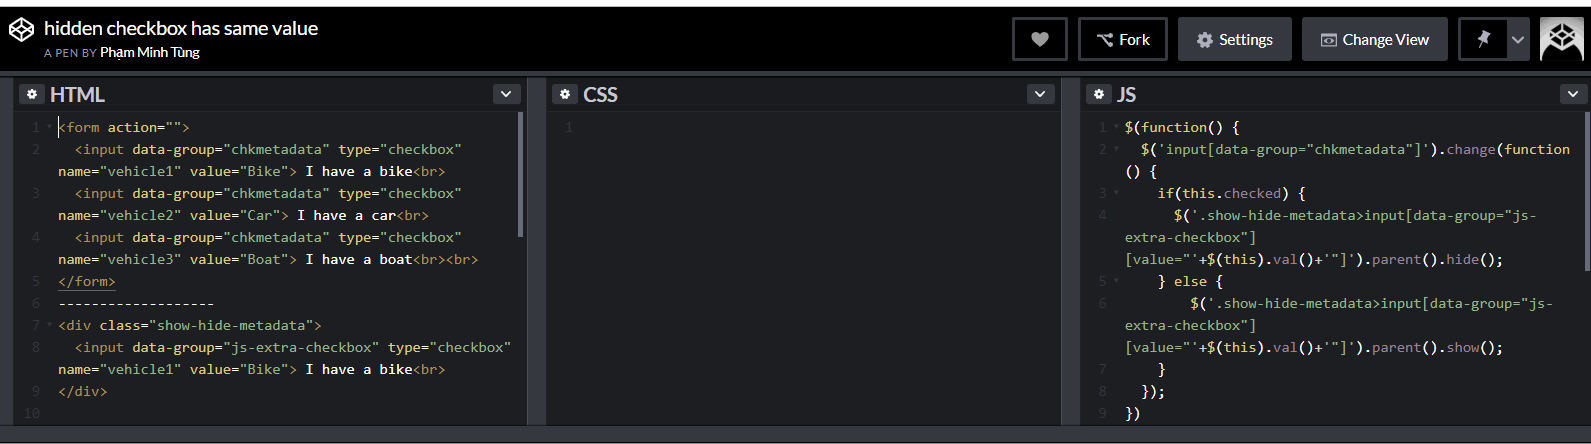 hidden checkbox has same value
A PEN BY Phạm Minh Tùng
Fork
Settings
Change View
HTML
1 <form action="">
2 <input data-group="chkmetadata" type="checkbox"
name="vehicle1" value="Bike"> I have a bike<br>
3 <input data-group="chkmetadata" type="checkbox"
name="vehicle2" value="Car"> I have a car<br>
4 <input data-group="chkmetadata" type="checkbox"
name="vehicle3" value="Boat"> I have a boat<br><br>
5 </form>
6 -------------------
7 <div class="show-hide-metadata">
8 <input data-group="js-extra-checkbox" type="checkbox"
name="vehicle1" value="Bike"> I have a bike<br>
9 </div>
10
CSS
1
JS
1 $(function() {
2 $('input[data-group="chkmetadata"]').change(function
() {
3 if(this.checked) {
4 $('.show-hide-metadata>input[data-group="js-
extra-checkbox"]
[value="'+$(this).val()+'"]').parent().hide();
5 } else {
6 $('.show-hide-metadata>input[data-group="js-
extra-checkbox"]
[value="'+$(this).val()+'"]').parent().show();
7 }
8 });
9 })